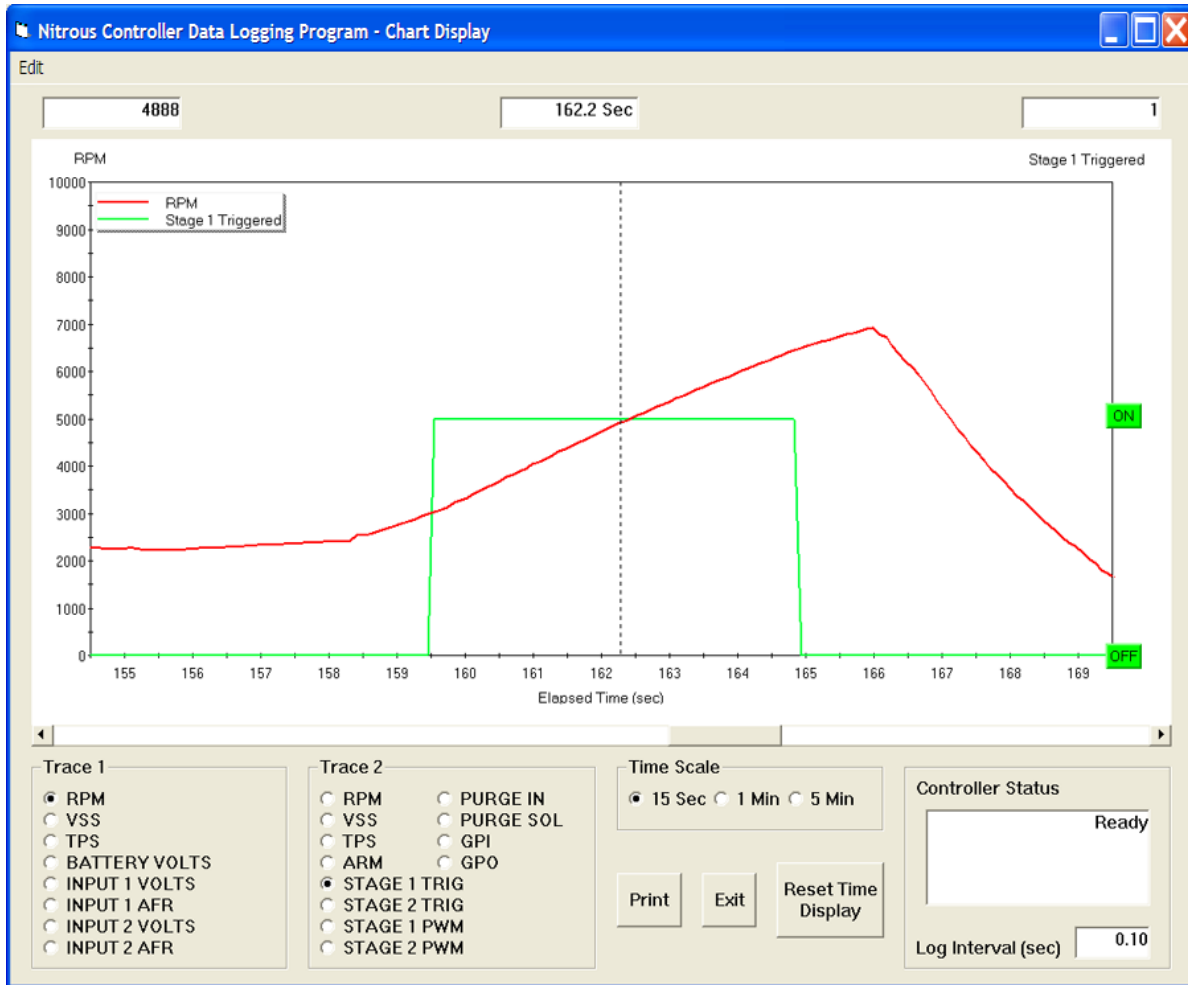 Nitrous Controller Data Logging Program - Chart Display
Edit
4888
162.2 Sec
1
RPM
Stage 1 Triggered
10000
9000
8000
7000
6000
5000
4000
3000
2000
1000
0
RPM
Stage 1 Triggered
ON
OFF
155 156 157 158 159 160 161 162 163 164 165 166 167 168 169
Elapsed Time (sec)
Trace 1
RPM
VSS
TPS
BATTERY VOLTS
INPUT 1 VOLTS
INPUT 1 AFR
INPUT 2 VOLTS
INPUT 2 AFR
Trace 2
RPM
VSS
TPS
ARM
STAGE 1 TRIG
STAGE 2 TRIG
STAGE 1 PWM
STAGE 2 PWM
PURGE IN
PURGE SOL
GPI
GPO
Time Scale
15 Sec 1 Min 5 Min
Print
Exit
Reset Time
Display
Controller Status
Ready
Log Interval (sec) 0.10